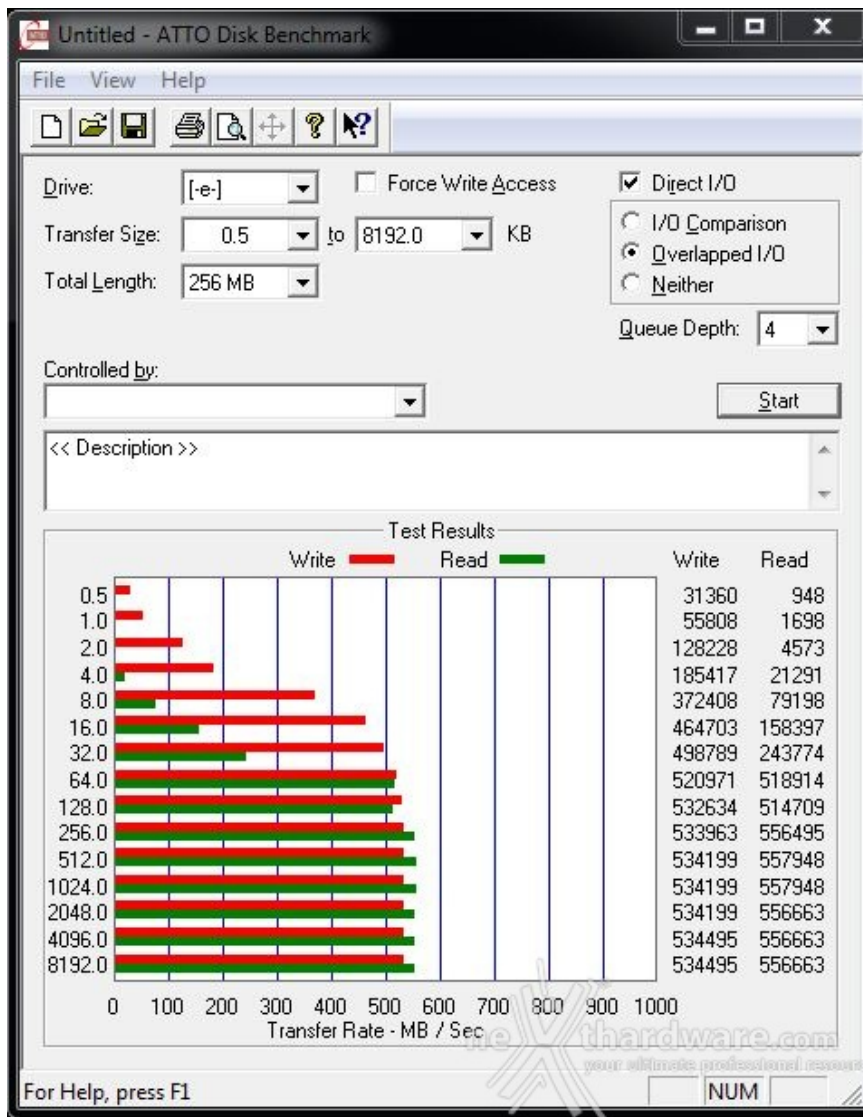 Untitled - ATTO Disk Benchmark
File View Help
Drive: [-e-] Force Write Access Direct I/O
Transfer Size: 0.5 to 8192.0 KB I/O Comparison
Overlapped I/O
Total Length: 256 MB Neither
Queue Depth: 4
Controlled by:
Start
<< Description >>
Test Results
Write Read Write Read
0.5 31360 948
1.0 55808 1698
2.0 128228 4573
4.0 185417 21291
8.0 372408 79198
16.0 464703 158397
32.0 498789 243774
64.0 520971 518914
128.0 532634 514709
256.0 533963 556495
512.0 534199 557948
1024.0 534199 557948
2048.0 534199 556663
4096.0 534495 556663
8192.0 534495 556663
0 100 200 300 400 500 600 700 800 900 1000
Transfer Rate - MB / Sec
nexthardware.com
your ultimate professional resour
For Help, press F1 NUM